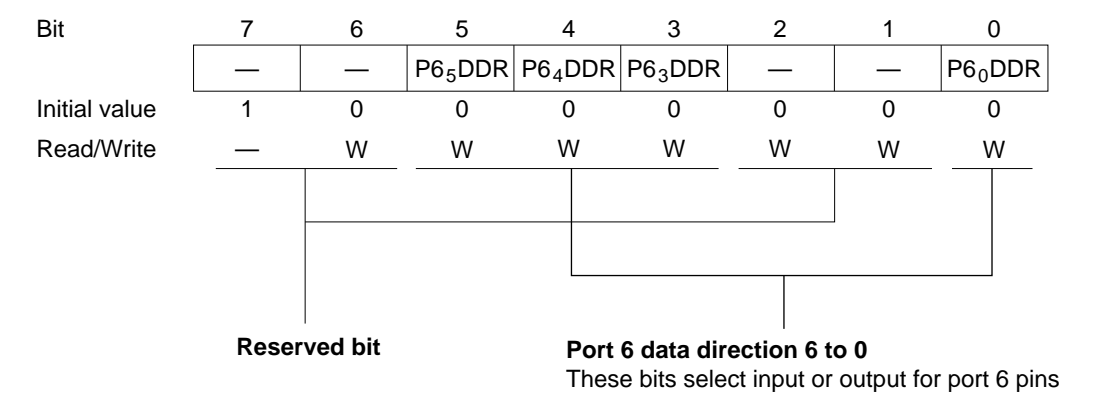 Bit 7 6 5 4 3 2 1 0
— — P6₅DDR P6₄DDR P6₃DDR — — P6₀DDR
Initial value 1 0 0 0 0 0 0 0
Read/Write — W W W W W W W
Reserved bit
Port 6 data direction 6 to 0
These bits select input or output for port 6 pins